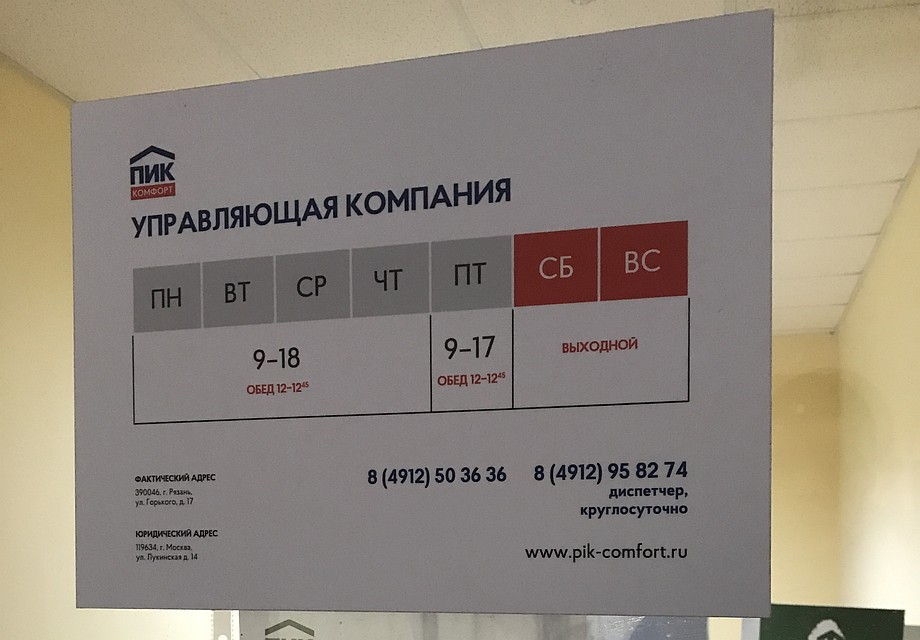 ПИК
КОМФОРТ
УПРАВЛЯЮЩАЯ КОМПАНИЯ
ПН ВТ СР ЧТ ПТ СБ ВС
9-18 9-17 ВЫХОДНОЙ
ОБЕД 12-12⁴⁵ ОБЕД 12-12⁴⁵
ФАКТИЧЕСКИЙ АДРЕС
390046, г. Рязань,
ул. Горького, д. 17
ЮРИДИЧЕСКИЙ АДРЕС
119634, г. Москва,
ул. Лукинская д. 14
8 (4912) 50 36 36 8 (4912) 95 82 74
диспетчер,
круглосуточно
www.pik-comfort.ru
ПИК